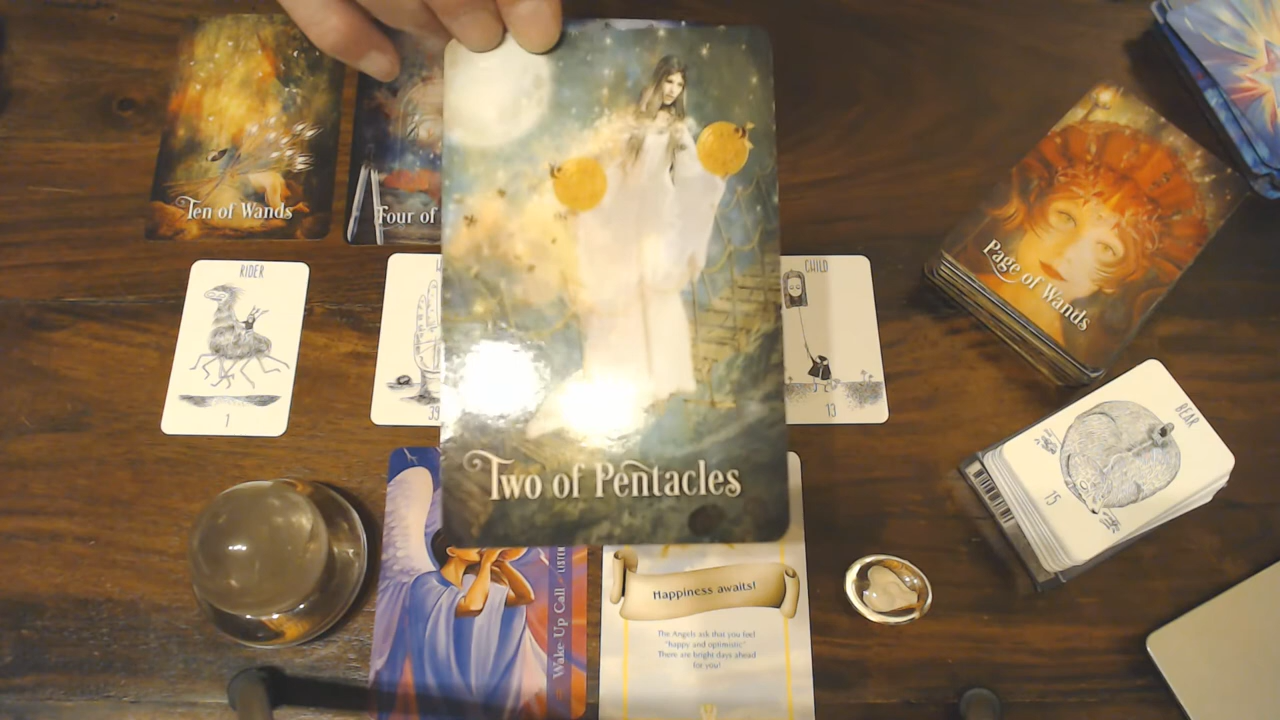 Ten of Wands
Four of
RIDER
1
39
CHILD
13
Two of Pentacles
Page of Wands
BEAR
15
Wake Up Call
LISTEN
Happiness awaits!
The Angels ask that you feel
"happy and optimistic"
There are bright days ahead
for you!